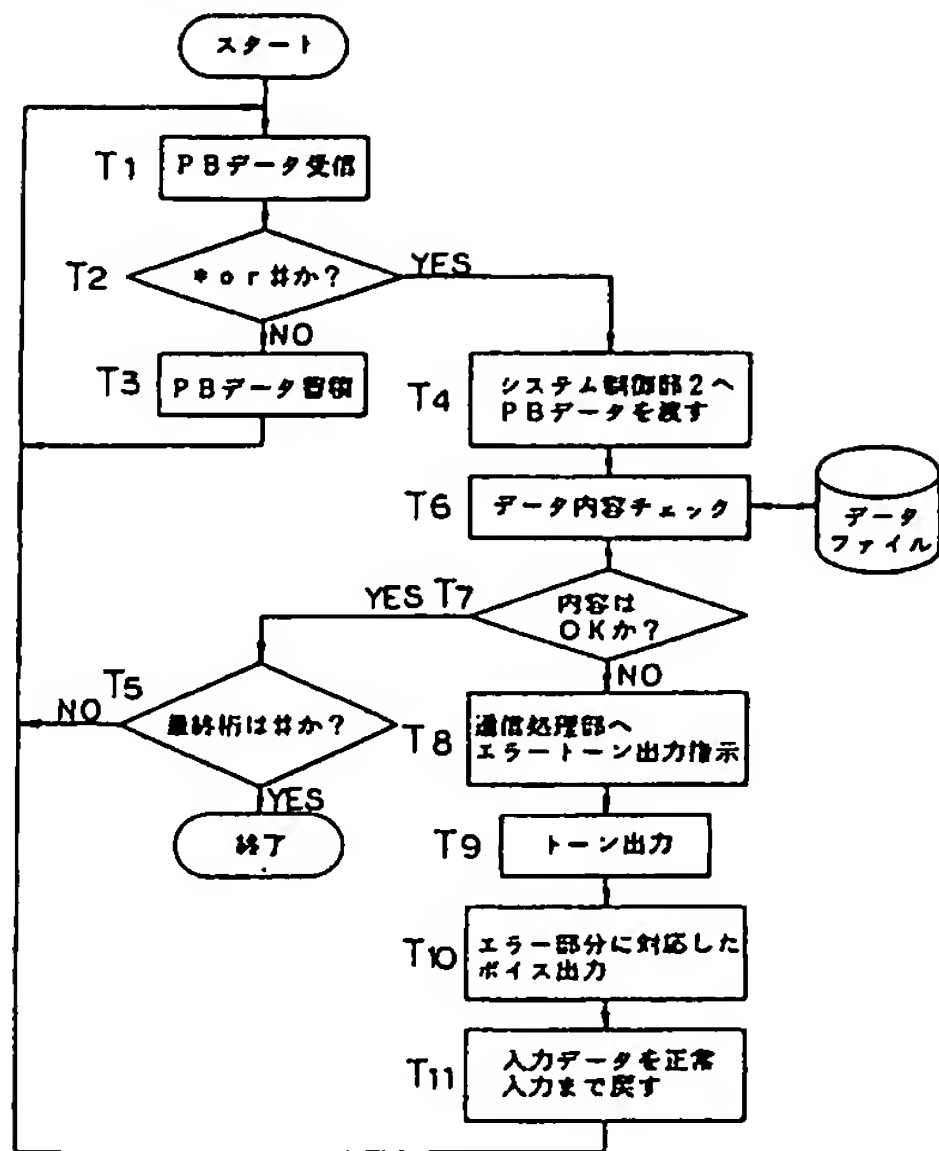 スタート
T1
PBデータ受信
T2
*or#か?
YES
NO
T3
PBデータ蓄積
T4
システム制御部2へ
PBデータを渡す
T6
データ内容チェック
データ
ファイル
YES
T7
内容は
OKか?
NO
T5
NO
最終桁は#か?
YES
終了
T8
通信処理部へ
エラートーン出力指示
T9
トーン出力
T10
エラー部分に対応した
ボイス出力
T11
入力データを正常
入力まで戻す